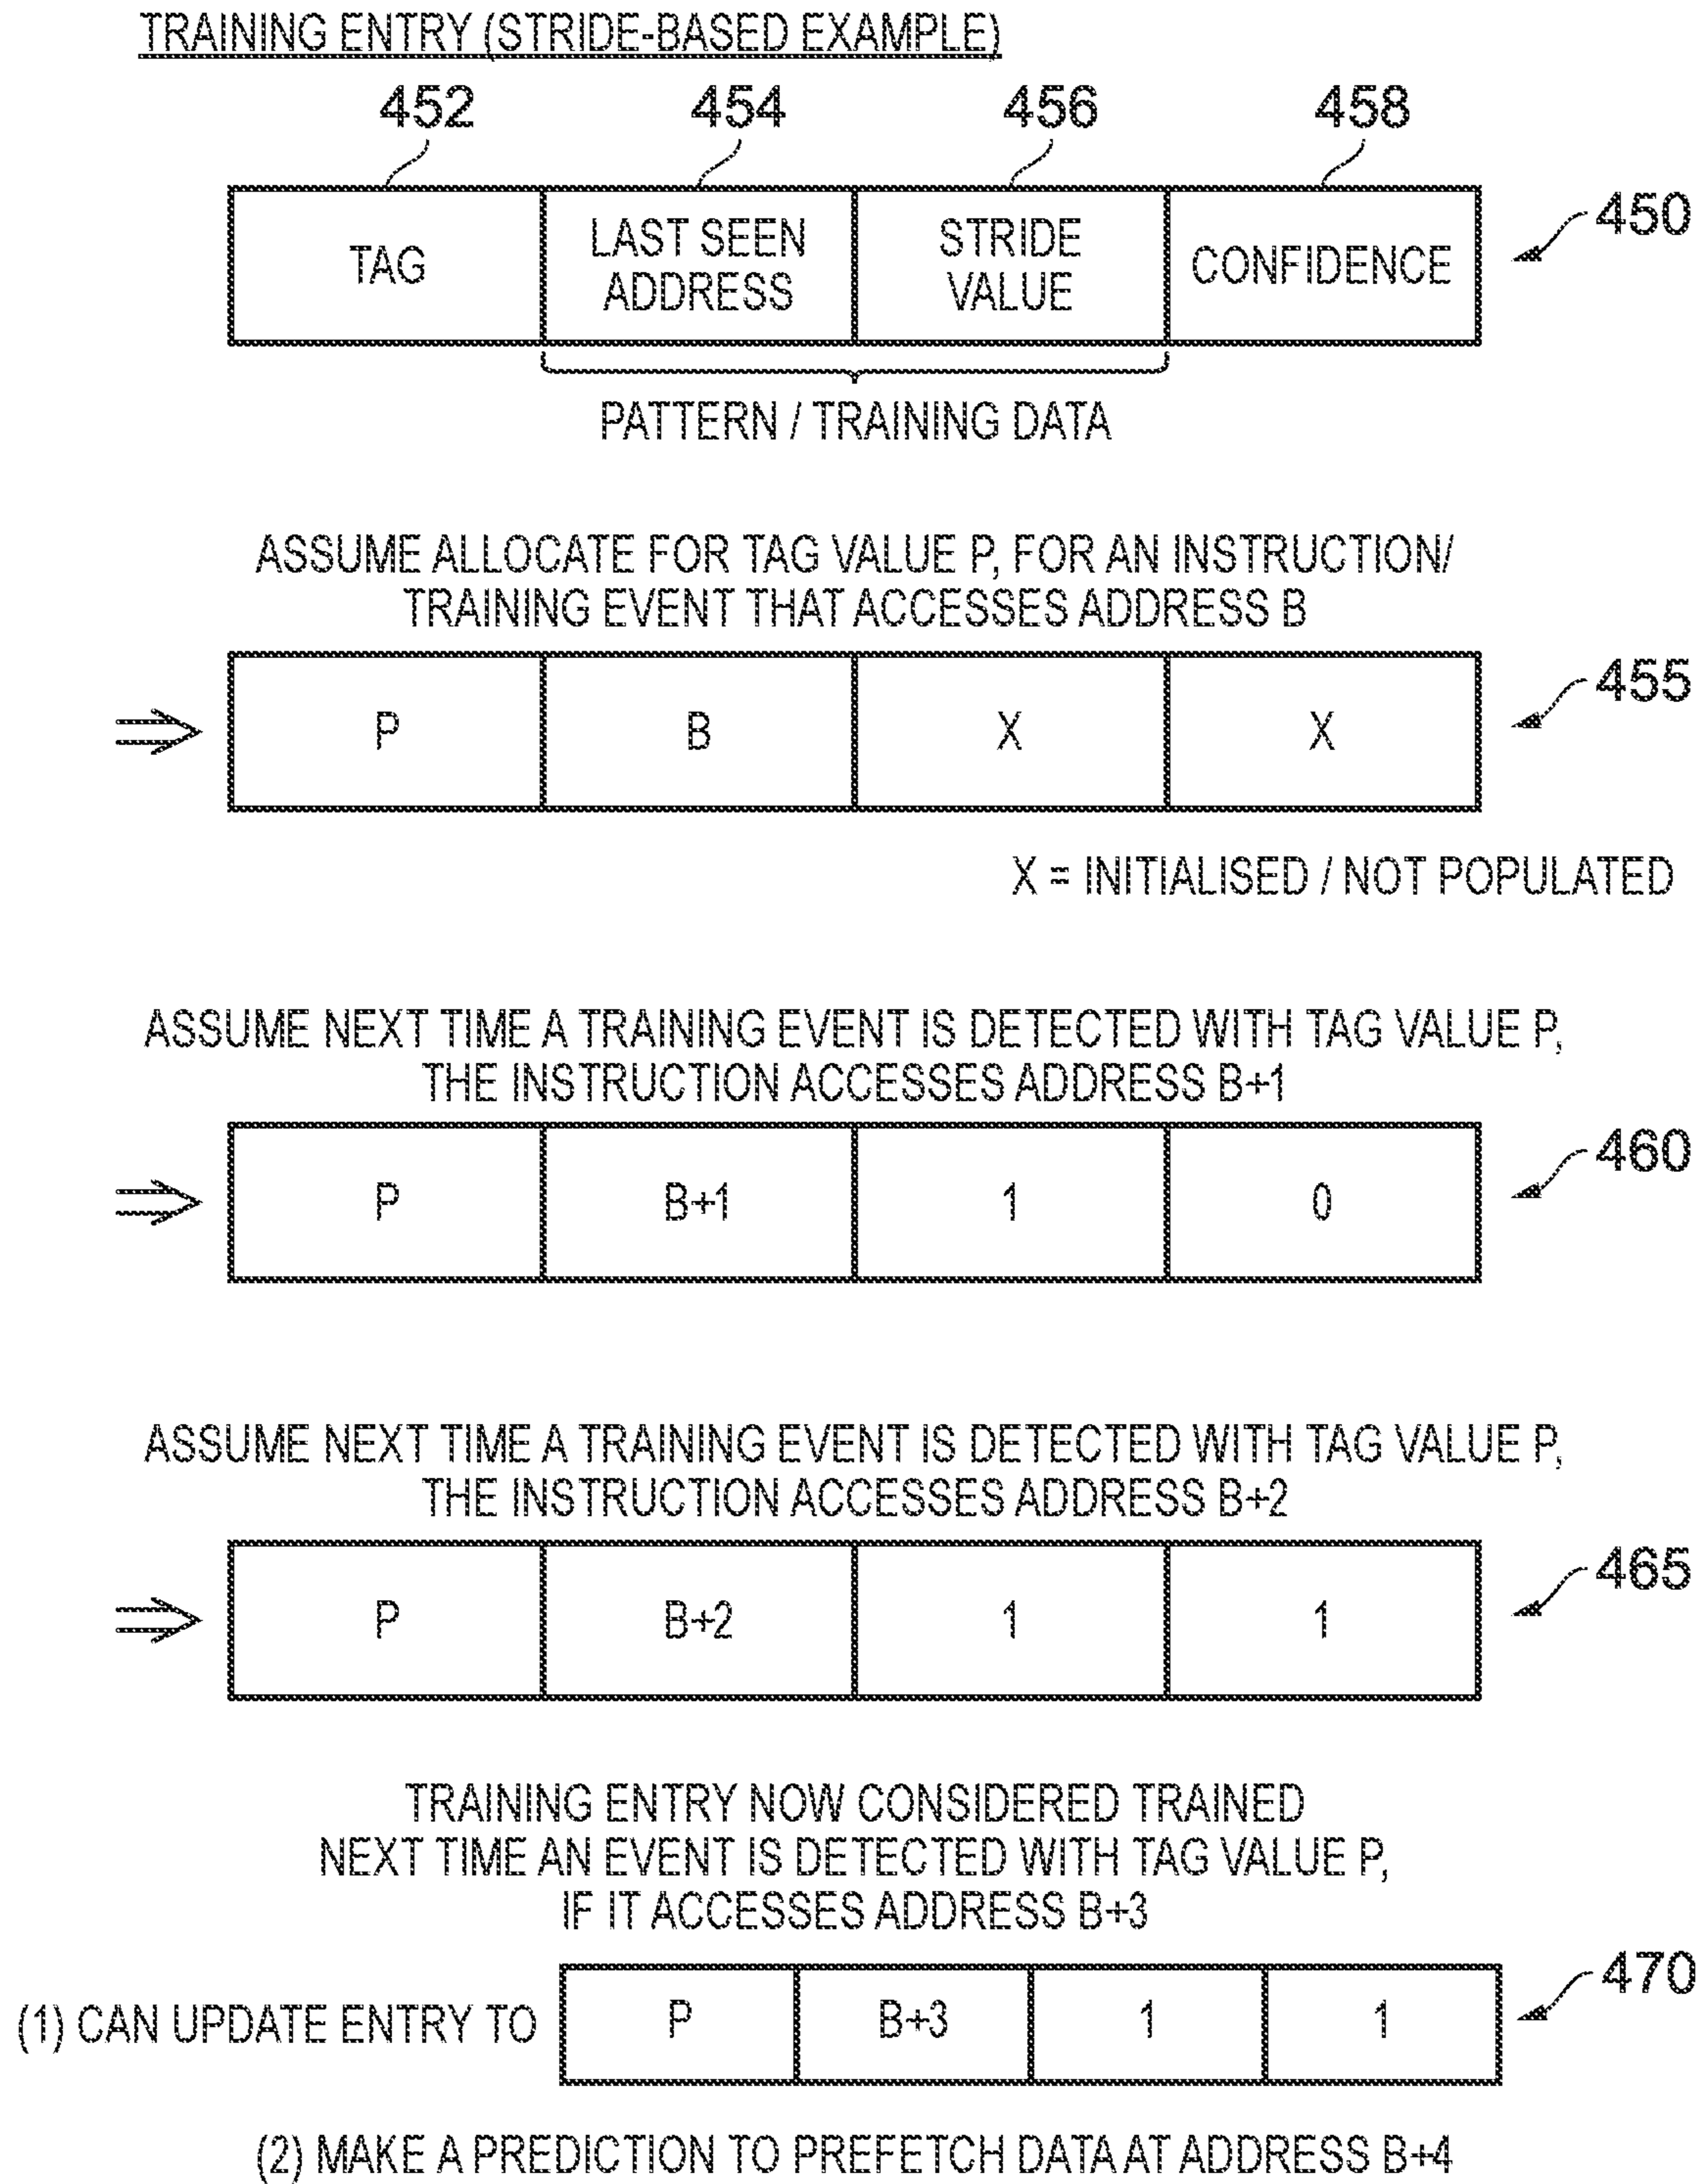 TRAINING ENTRY (STRIDE-BASED EXAMPLE)
452 454 456 458
TAG LAST SEEN ADDRESS STRIDE VALUE CONFIDENCE 450
PATTERN / TRAINING DATA
ASSUME ALLOCATE FOR TAG VALUE P, FOR AN INSTRUCTION/
TRAINING EVENT THAT ACCESSES ADDRESS B
P B X X 455
X = INITIALISED / NOT POPULATED
ASSUME NEXT TIME A TRAINING EVENT IS DETECTED WITH TAG VALUE P,
THE INSTRUCTION ACCESSES ADDRESS B+1
P B+1 1 0 460
ASSUME NEXT TIME A TRAINING EVENT IS DETECTED WITH TAG VALUE P,
THE INSTRUCTION ACCESSES ADDRESS B+2
P B+2 1 1 465
TRAINING ENTRY NOW CONSIDERED TRAINED
NEXT TIME AN EVENT IS DETECTED WITH TAG VALUE P,
IF IT ACCESSES ADDRESS B+3
(1) CAN UPDATE ENTRY TO P B+3 1 1 470
(2) MAKE A PREDICTION TO PREFETCH DATA AT ADDRESS B+4